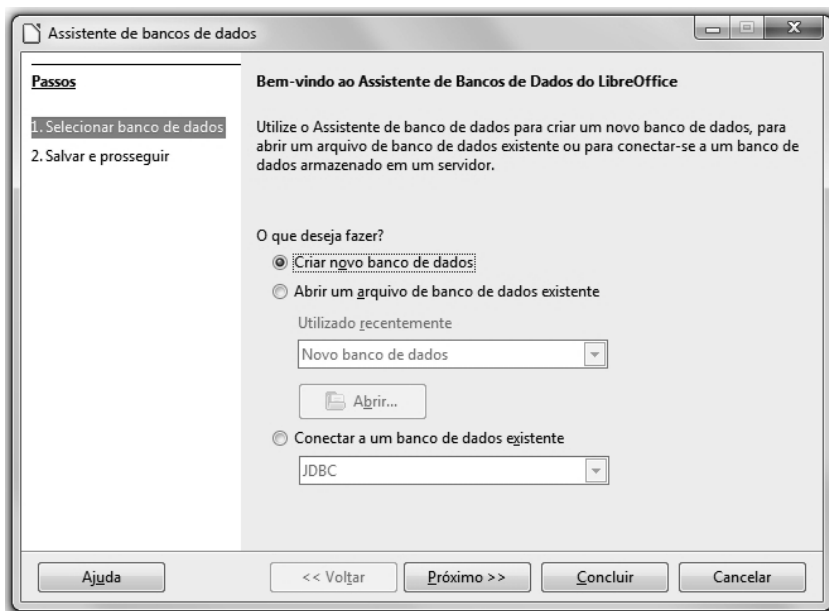 Assistente de bancos de dados
Passos
1. Selecionar banco de dados
2. Salvar e prosseguir
Bem-vindo ao Assistente de Bancos de Dados do LibreOffice
Utilize o Assistente de banco de dados para criar um novo banco de dados, para
abrir um arquivo de banco de dados existente ou para conectar-se a um banco de
dados armazenado em um servidor.
O que deseja fazer?
Criar novo banco de dados
Abrir um arquivo de banco de dados existente
Utilizado recentemente
Novo banco de dados
Abrir...
Conectar a um banco de dados existente
JDBC
Ajuda
<< Voltar
Próximo >>
Concluir
Cancelar